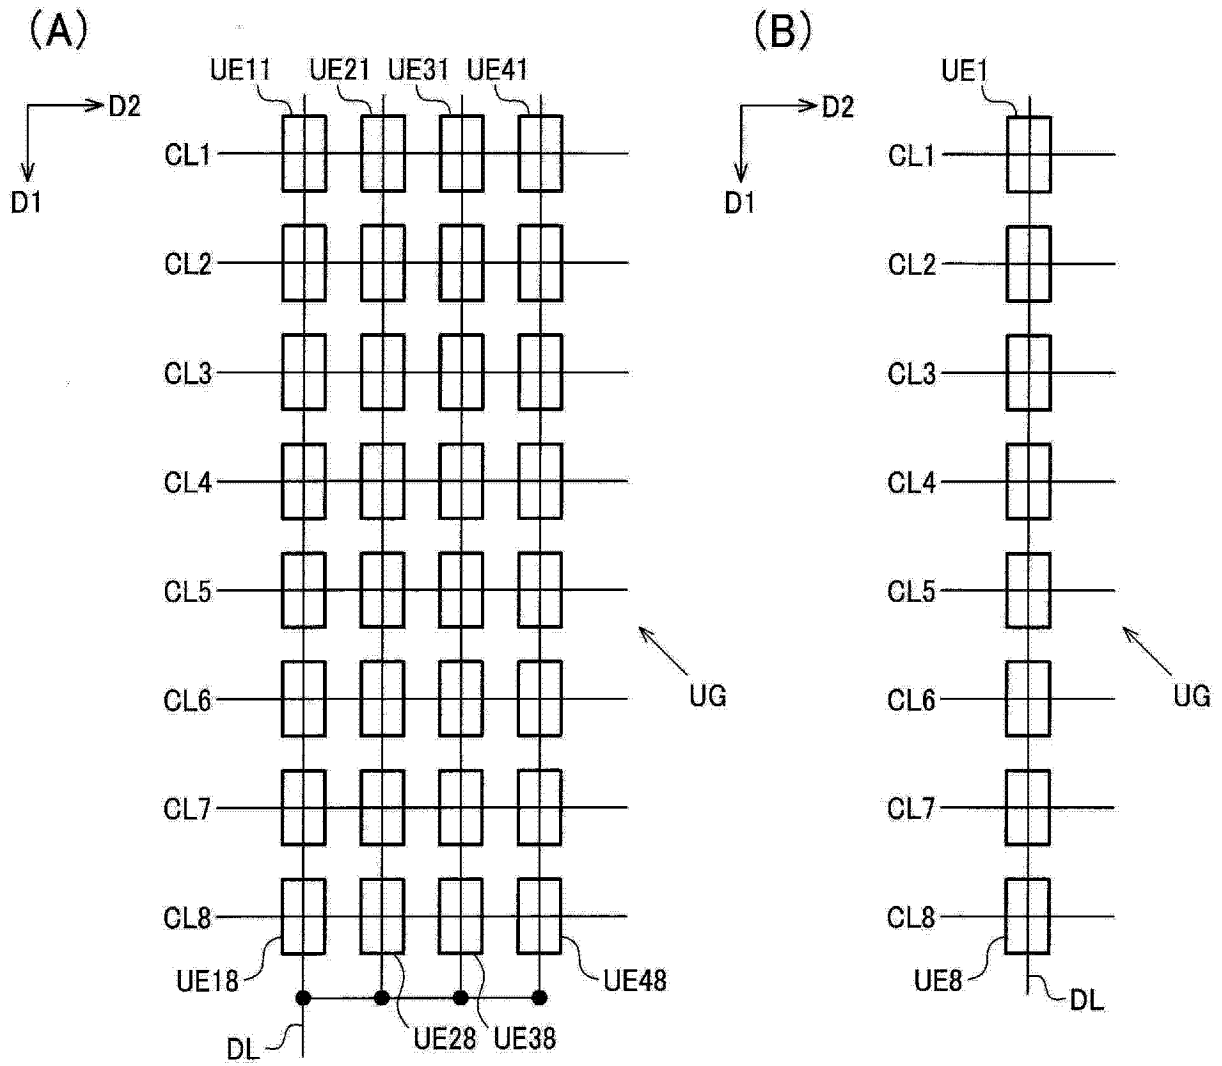 (A)
(B)
UE11 UE21 UE31 UE41
UE1
D2
D2
D1
D1
CL1
CL1
CL2
CL2
CL3
CL3
CL4
CL4
CL5
CL5
UG
UG
CL6
CL6
CL7
CL7
CL8
CL8
UE18
UE48
UE8
DL
UE28 UE38
DL